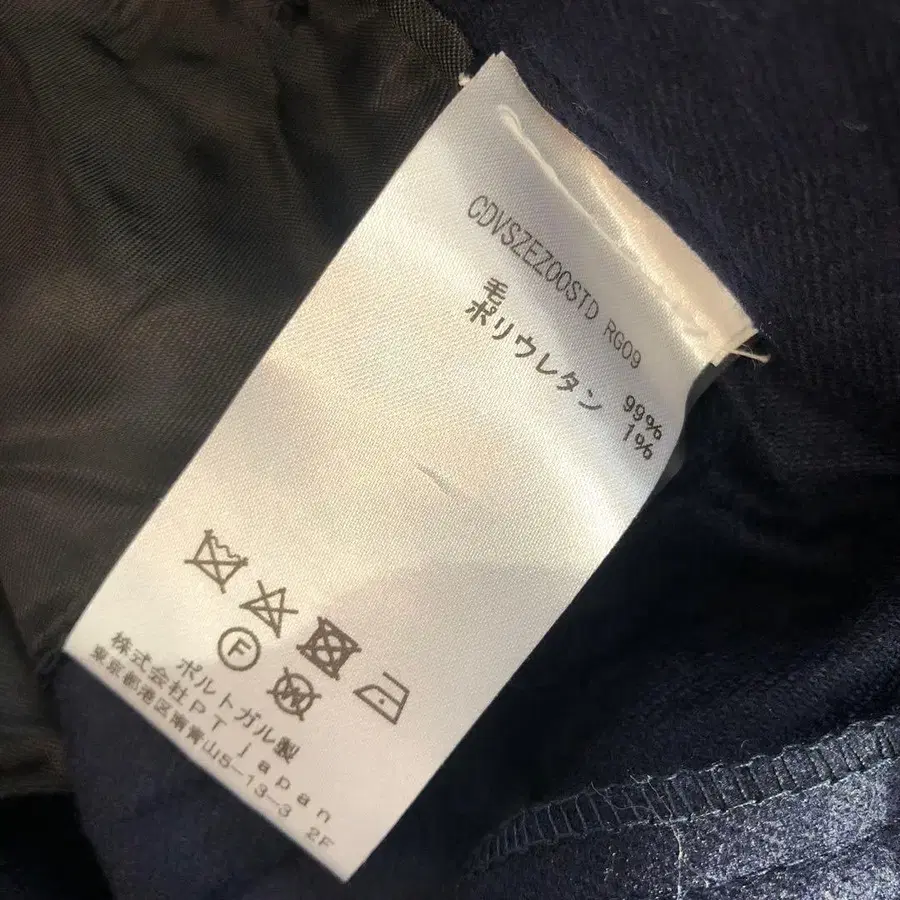 CDVSZEZ00STD RG09
毛 99%
ポリウレタン 1%
F
W
ポルトガル製
株式会社PT japan
東京都港区南青山5-13-3 2F